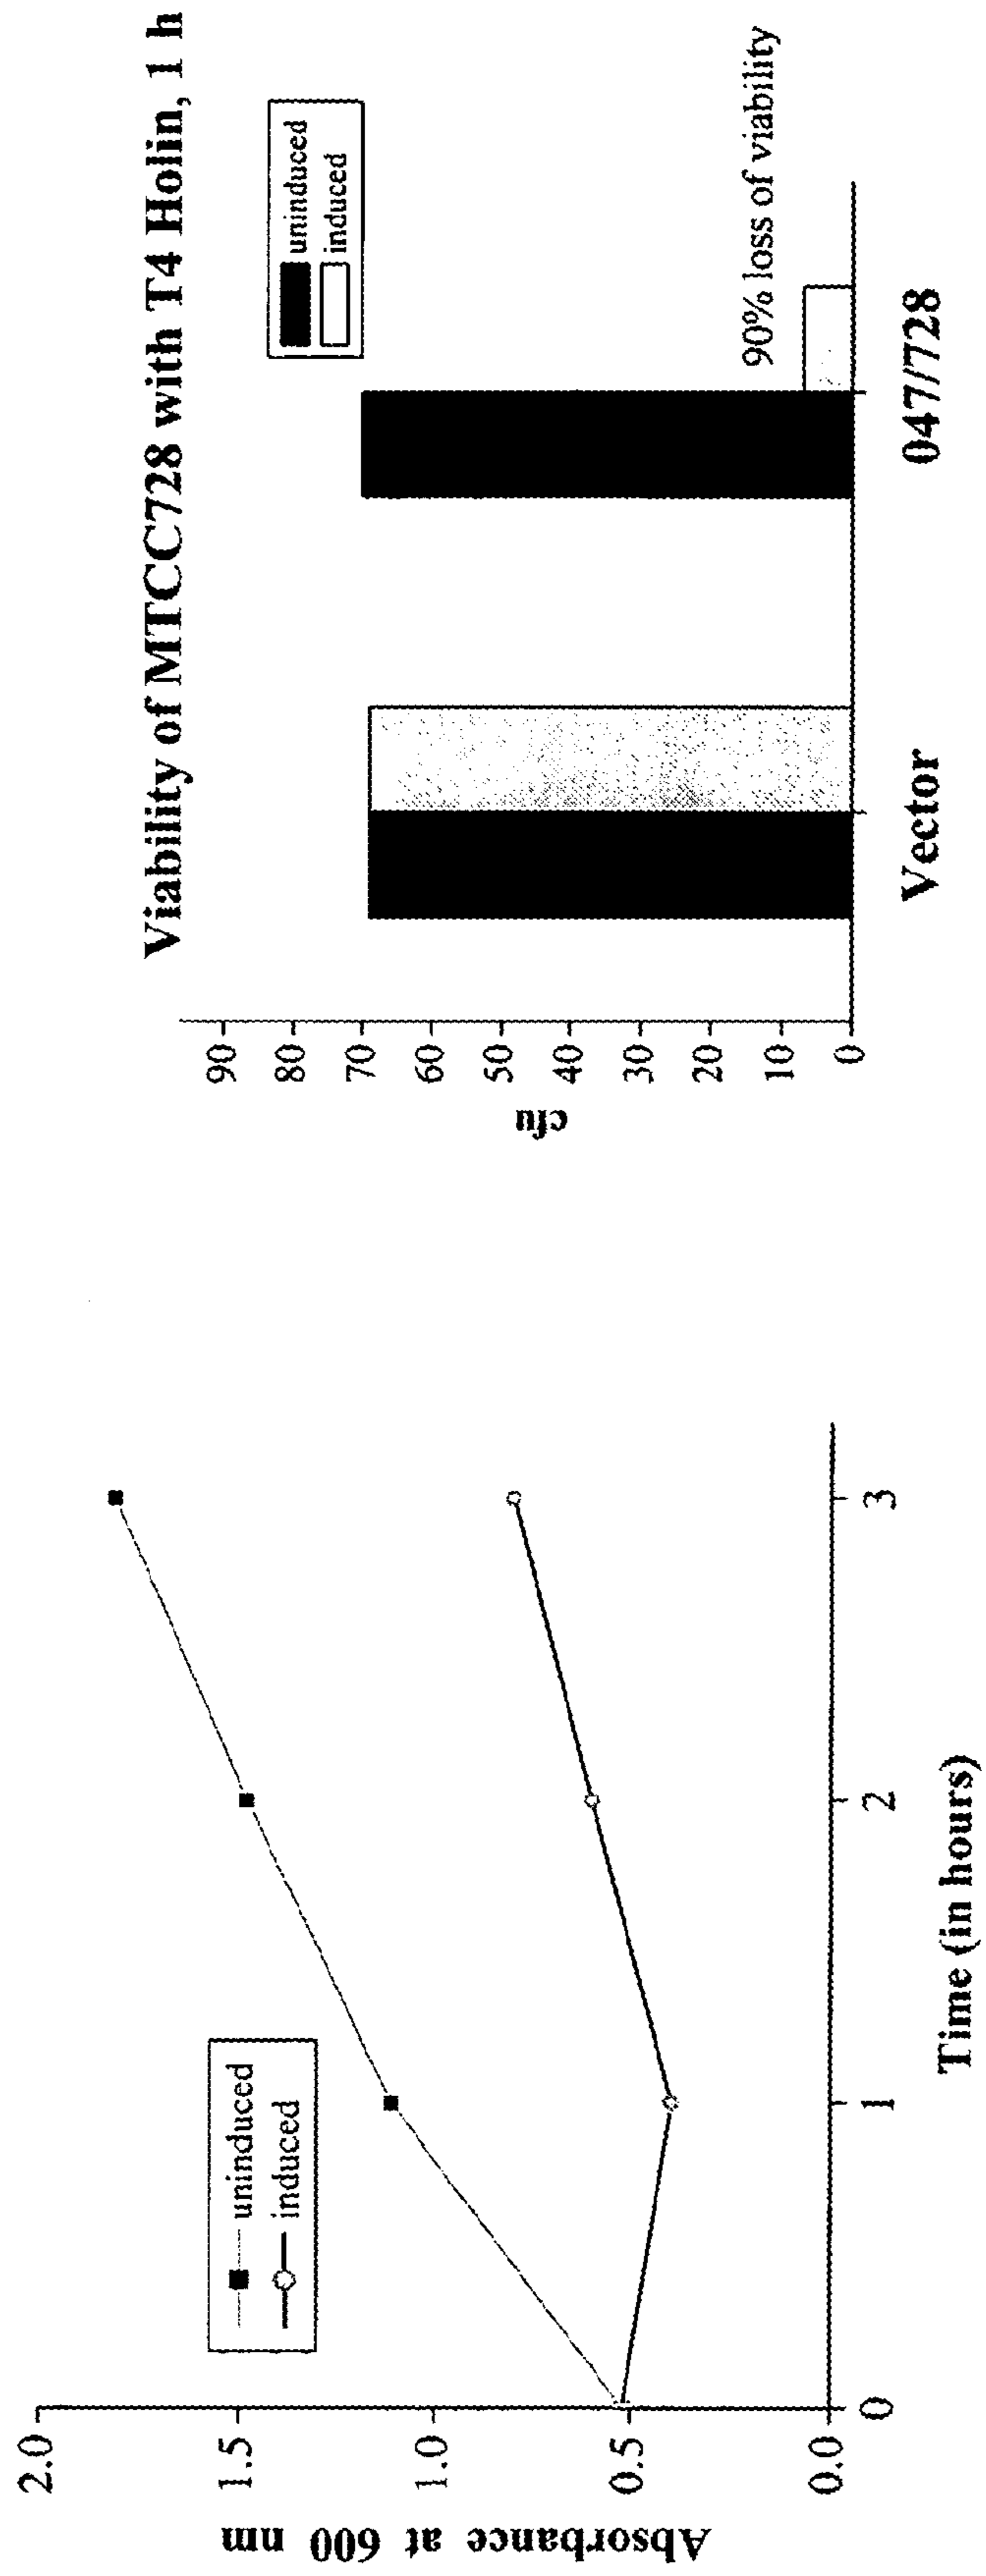 2.0
1.5
1.0
0.5
0.0
Absorbance at 600 nm
uninduced
induced
0
1
2
3
Time (in hours)
Viability of MTCC728 with T4 Holin, 1 h
90
80
70
60
50
40
30
20
10
0
cfu
uninduced
induced
90% loss of viability
Vector
047/728